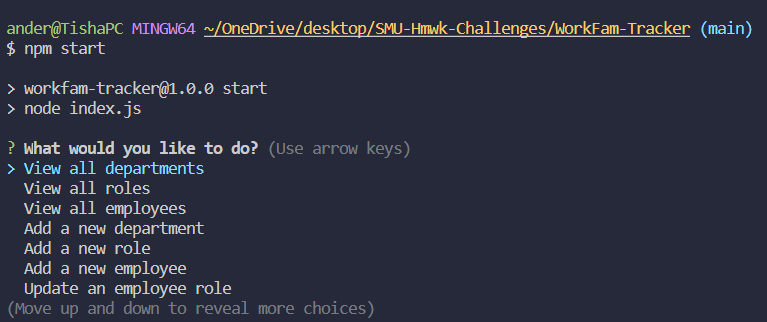 ander@TishaPC MINGW64 ~/OneDrive/desktop/SMU-Hmwk-Challenges/WorkFam-Tracker (main)
$ npm start
> workfam-tracker@1.0.0 start
> node index.js
? What would you like to do? (Use arrow keys)
> View all departments
View all roles
View all employees
Add a new department
Add a new role
Add a new employee
Update an employee role
(Move up and down to reveal more choices)